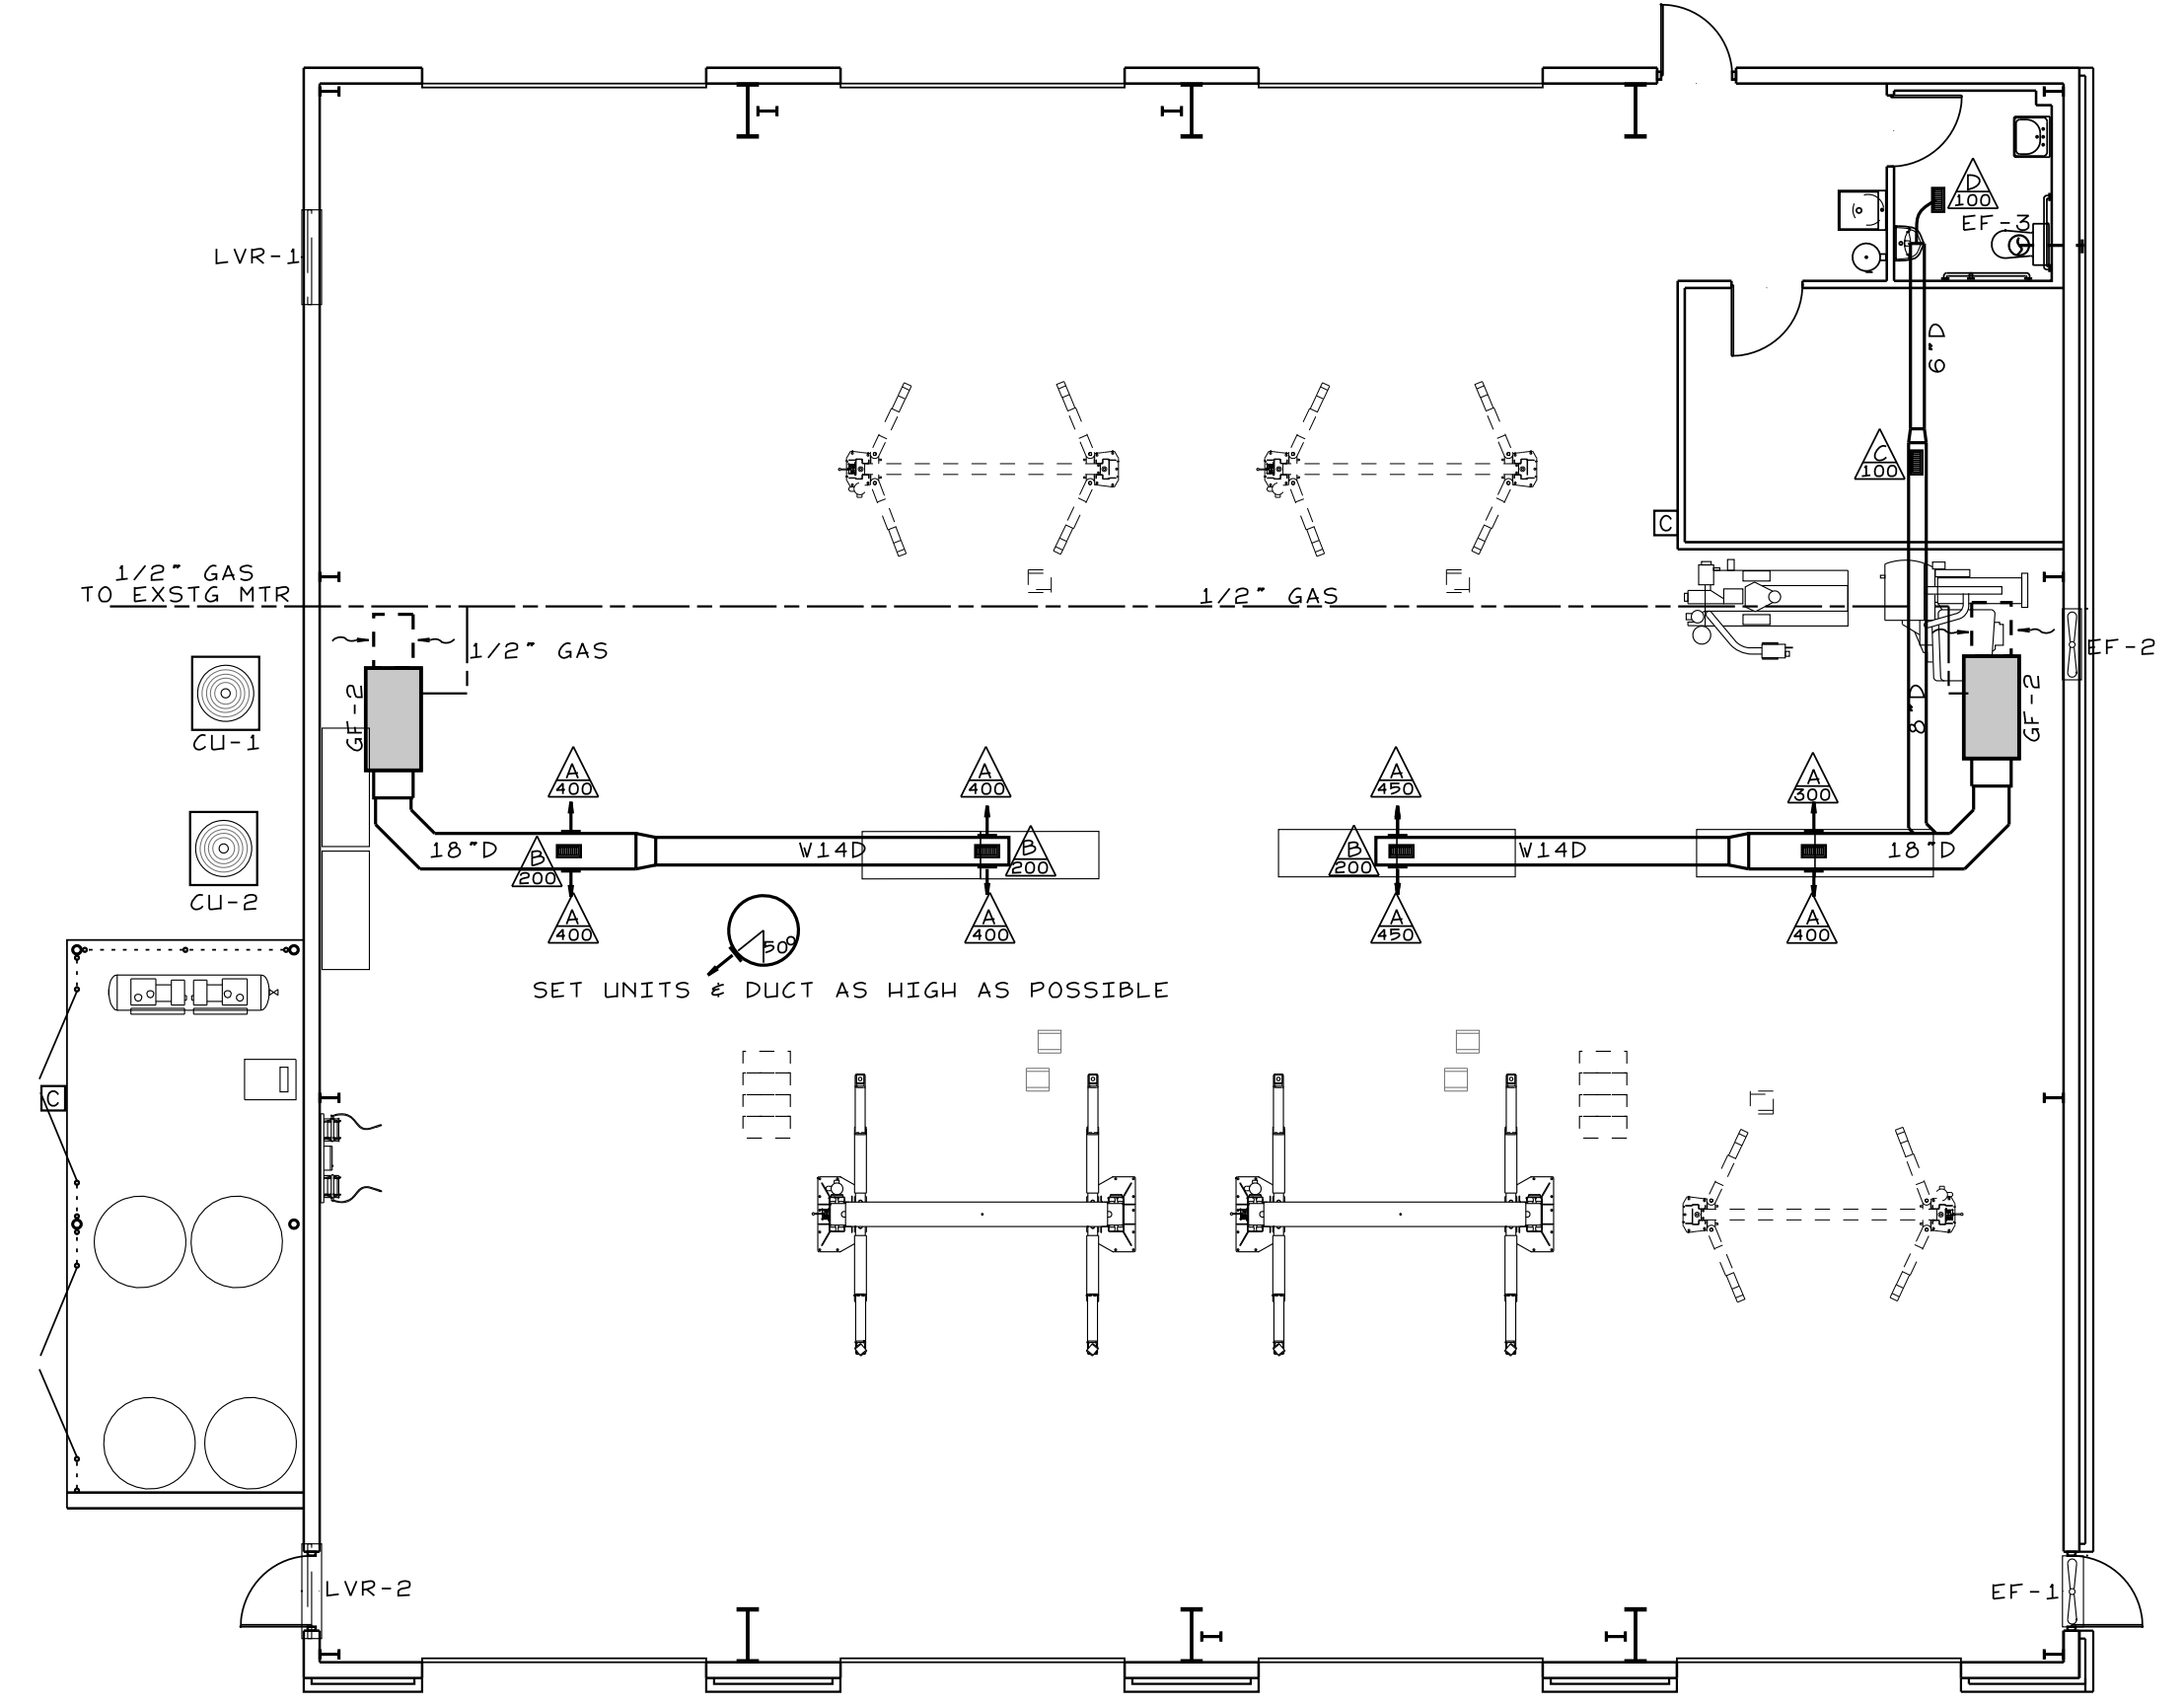 D
100
EF-3
LVR-1
6"D
C
100
C
1/2" GAS
TO EXSTG MTR
1/2" GAS
1/2" GAS
EF-2
GF-2
GF-2
8"D
CU-1
A
400
A
400
A
450
A
300
18"D
B
200
W14D
B
200
B
200
W14D
18"D
CU-2
A
400
A
400
A
450
A
400
50°
SET UNITS & DUCT AS HIGH AS POSSIBLE
C
LVR-2
EF-1